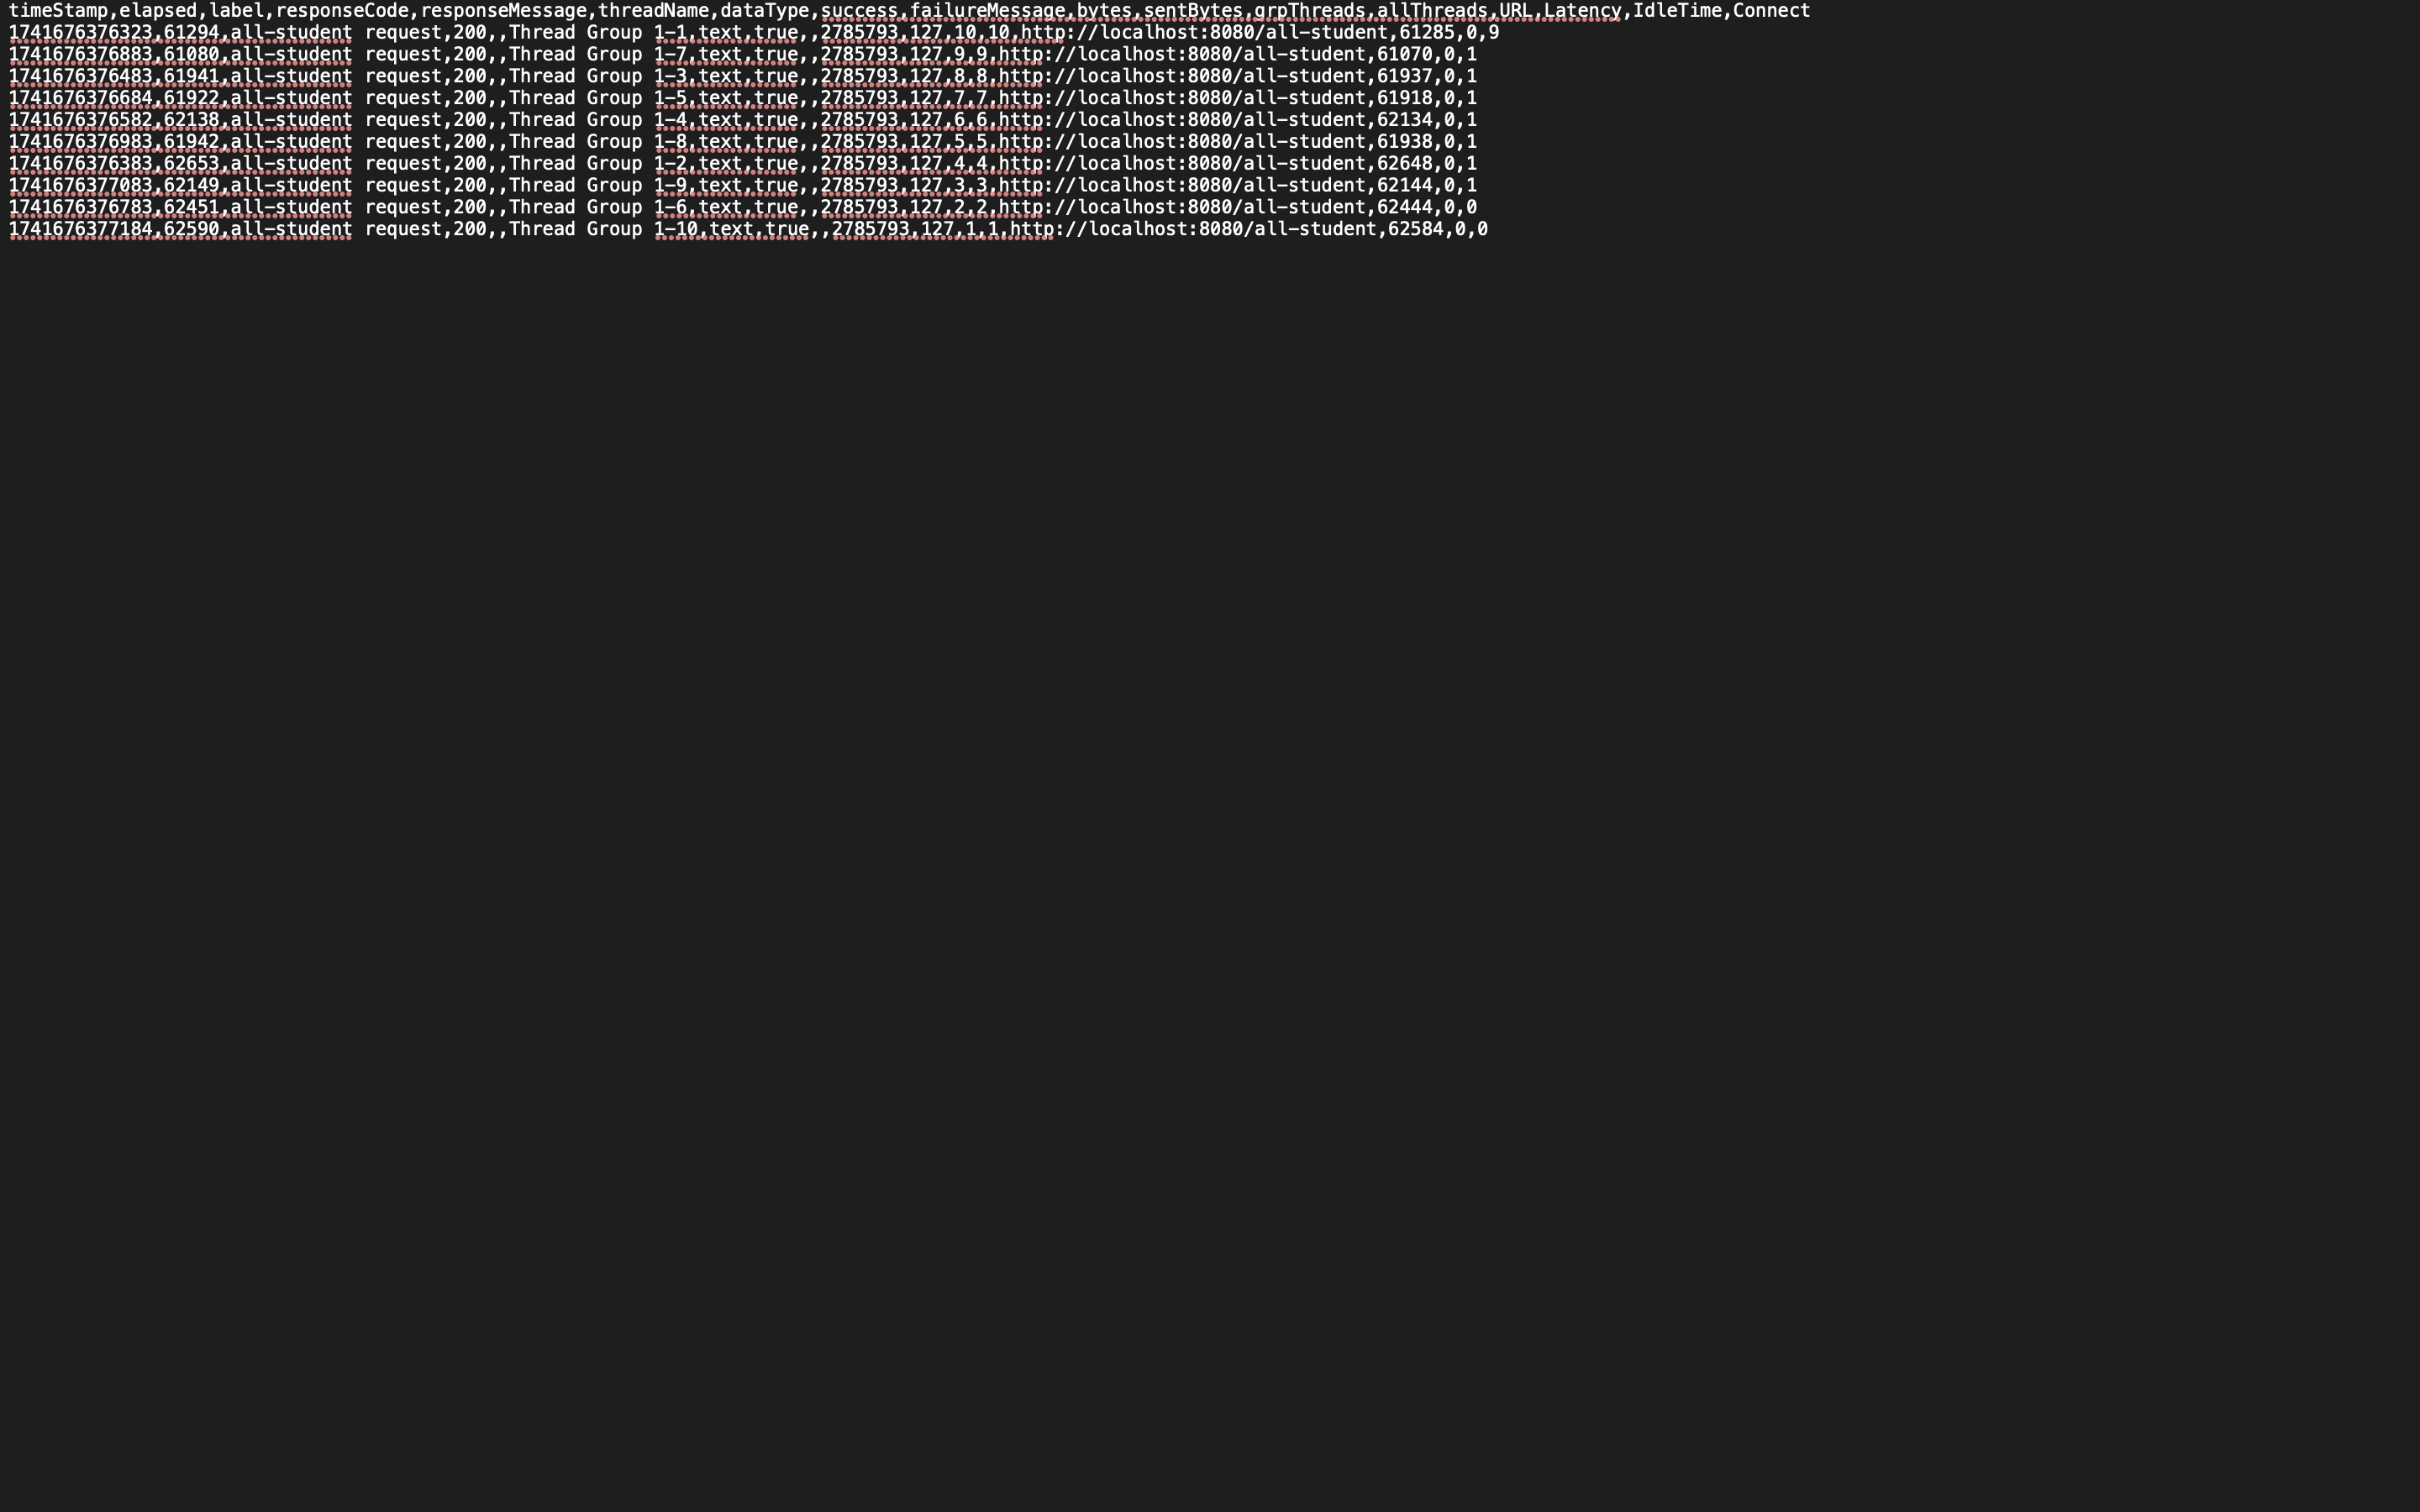 timeStamp,elapsed,label,responseCode,responseMessage,threadName,dataType,success,failureMessage,bytes,sentBytes,grpThreads,allThreads,URL,Latency,IdleTime,Connect
1741676376323,61294,all-student request,200,,Thread Group 1-1,text,true,,2785793,127,10,10,http://localhost:8080/all-student,61285,0,9
1741676376883,61080,all-student request,200,,Thread Group 1-7,text,true,,2785793,127,9,9,http://localhost:8080/all-student,61070,0,1
1741676376483,61941,all-student request,200,,Thread Group 1-3,text,true,,2785793,127,8,8,http://localhost:8080/all-student,61937,0,1
1741676376684,61922,all-student request,200,,Thread Group 1-5,text,true,,2785793,127,7,7,http://localhost:8080/all-student,61918,0,1
1741676376582,62138,all-student request,200,,Thread Group 1-4,text,true,,2785793,127,6,6,http://localhost:8080/all-student,62134,0,1
1741676376983,61942,all-student request,200,,Thread Group 1-8,text,true,,2785793,127,5,5,http://localhost:8080/all-student,61938,0,1
1741676376383,62653,all-student request,200,,Thread Group 1-2,text,true,,2785793,127,4,4,http://localhost:8080/all-student,62648,0,1
1741676377083,62149,all-student request,200,,Thread Group 1-9,text,true,,2785793,127,3,3,http://localhost:8080/all-student,62144,0,1
1741676376783,62451,all-student request,200,,Thread Group 1-6,text,true,,2785793,127,2,2,http://localhost:8080/all-student,62444,0,0
1741676377184,62590,all-student request,200,,Thread Group 1-10,text,true,,2785793,127,1,1,http://localhost:8080/all-student,62584,0,0